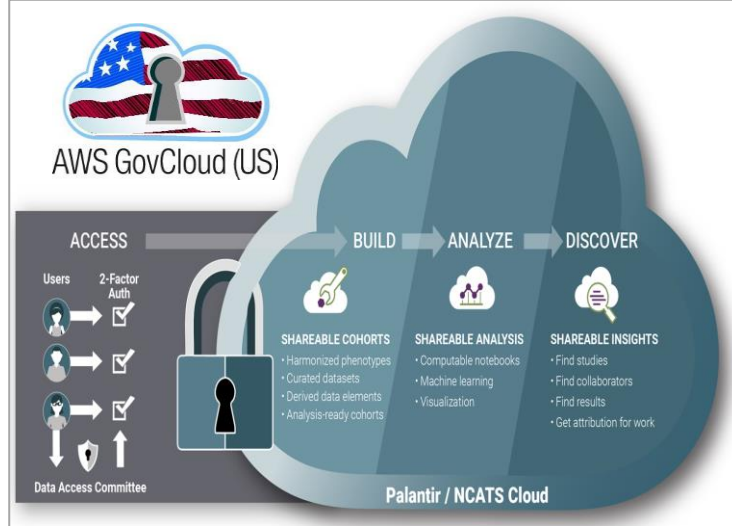 AWS GovCloud (US)
ACCESS
BUILD
ANALYZE
DISCOVER
Users
2-Factor
Auth
Data Access Committee
SHAREABLE COHORTS
• Harmonized phenotypes
• Curated datasets
• Derived data elements
• Analysis-ready cohorts
SHAREABLE ANALYSIS
• Computable notebooks
• Machine learning
• Visualization
SHAREABLE INSIGHTS
• Find studies
• Find collaborators
• Find results
• Get attribution for work
Palantir / NCATS Cloud